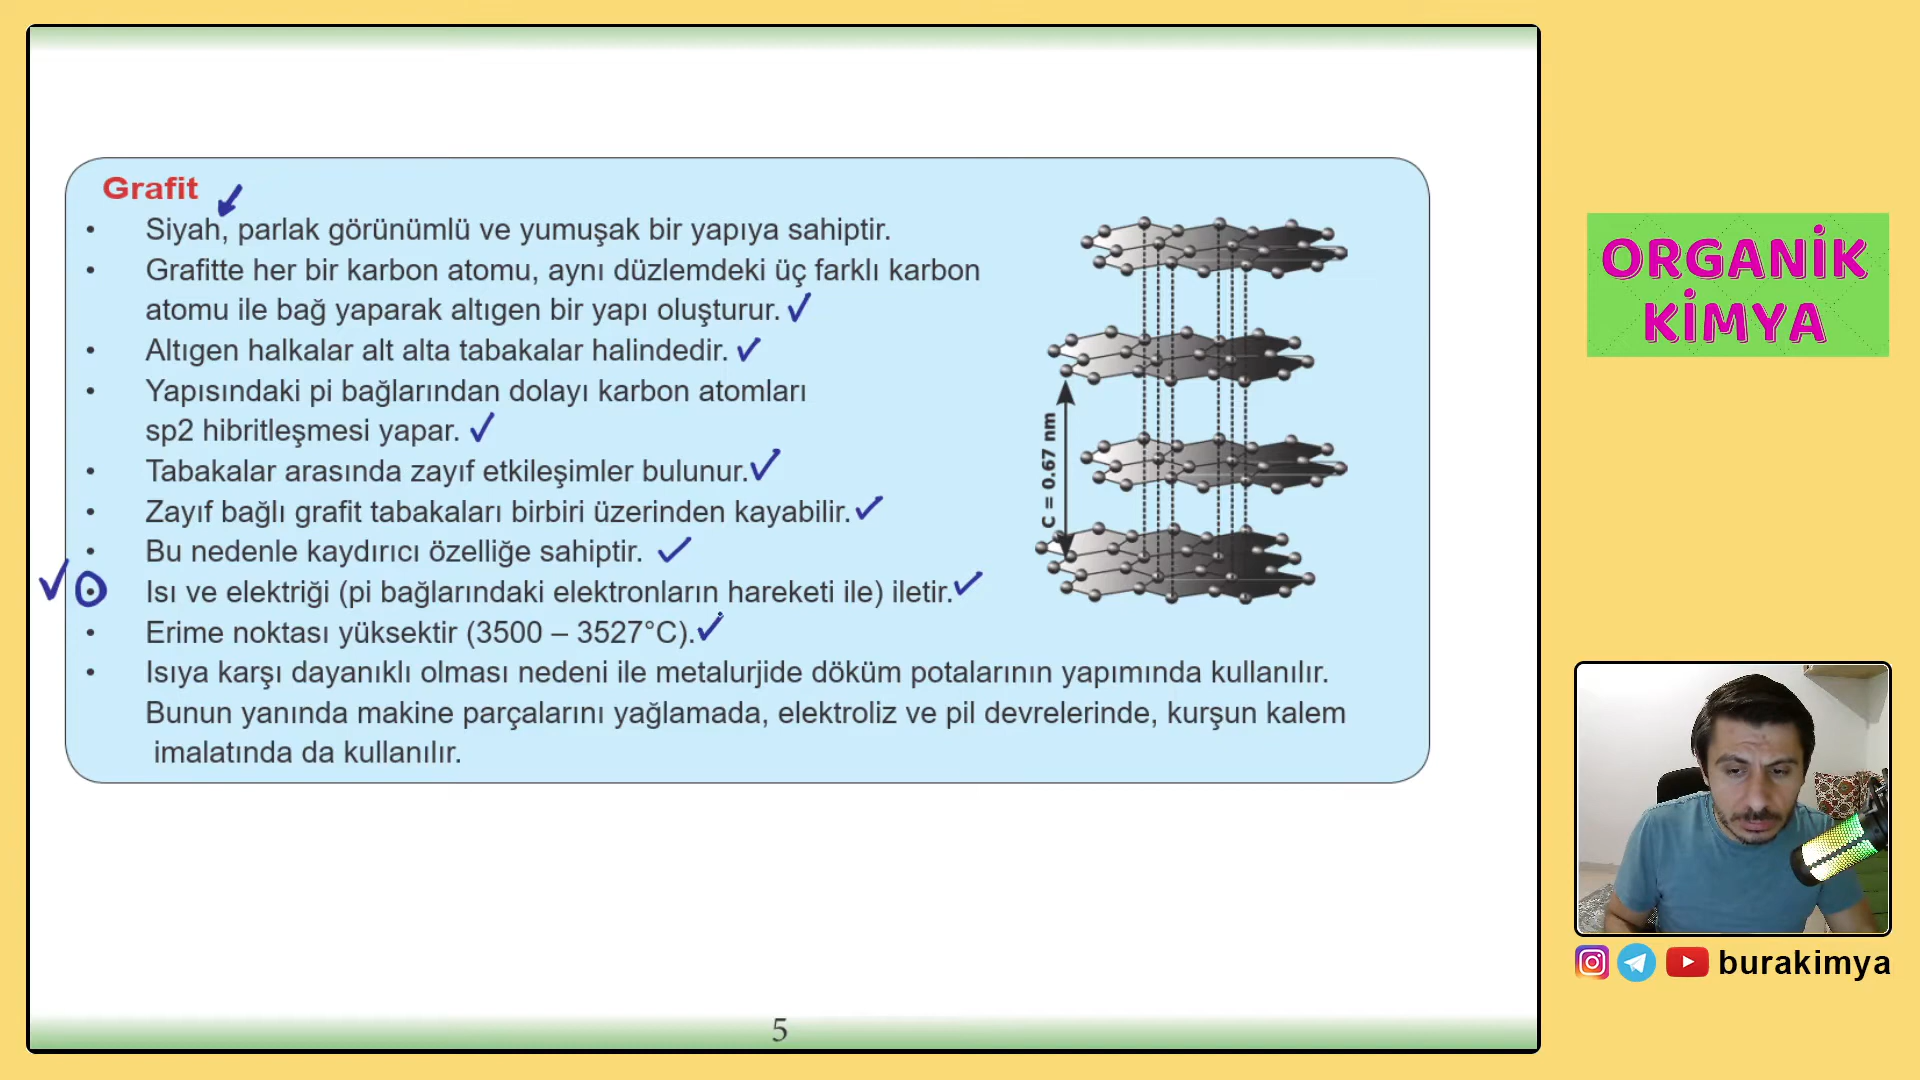 Grafit
• Siyah, parlak görünümlü ve yumuşak bir yapıya sahiptir.
• Grafitte her bir karbon atomu, aynı düzlemdeki üç farklı karbon
atomu ile bağ yaparak altıgen bir yapı oluşturur.
• Altıgen halkalar alt alta tabakalar halindedir.
• Yapısındaki pi bağlarından dolayı karbon atomları
sp2 hibritleşmesi yapar.
• Tabakalar arasında zayıf etkileşimler bulunur.
• Zayıf bağlı grafit tabakaları birbiri üzerinden kayabilir.
• Bu nedenle kaydırıcı özelliğe sahiptir.
• Isı ve elektriği (pi bağlarındaki elektronların hareketi ile) iletir.
• Erime noktası yüksektir (3500 – 3527°C).
• Isıya karşı dayanıklı olması nedeni ile metalurjide döküm potalarının yapımında kullanılır.
Bunun yanında makine parçalarını yağlamada, elektroliz ve pil devrelerinde, kurşun kalem
imalatında da kullanılır.
C = 0.67 nm
5
ORGANİK
KİMYA
burakimya